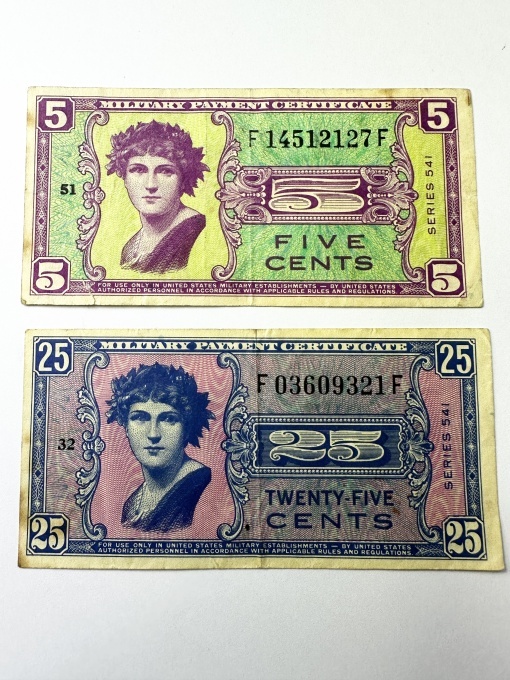 5 MILITARY PAYMENT CERTIFICATE 5
F 14512127 F
51
5
SERIES 541
FIVE
CENTS
5 5
FOR USE ONLY IN UNITED STATES MILITARY ESTABLISHMENTS — BY UNITED STATES
AUTHORIZED PERSONNEL IN ACCORDANCE WITH APPLICABLE RULES AND REGULATIONS.
25 MILITARY PAYMENT CERTIFICATE 25
F 03609321 F
32
25
SERIES 541
TWENTY-FIVE
CENTS
25 25
FOR USE ONLY IN UNITED STATES MILITARY ESTABLISHMENTS — BY UNITED STATES
AUTHORIZED PERSONNEL IN ACCORDANCE WITH APPLICABLE RULES AND REGULATIONS.